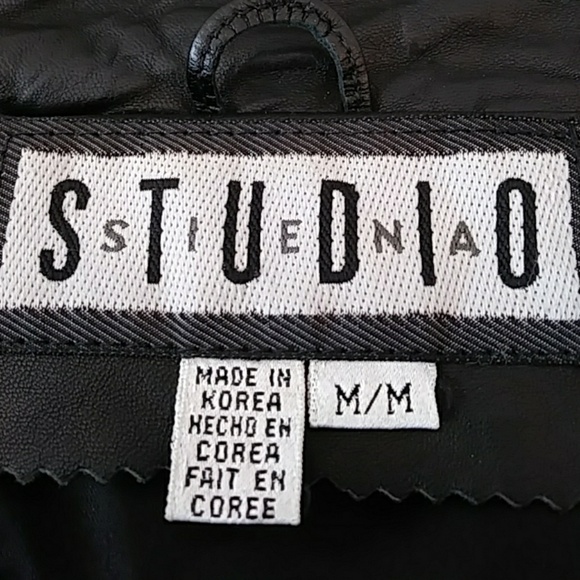 STUDIO
SIENA
MADE IN
KOREA
HECHO EN
COREA
FAIT EN
COREE
M/M